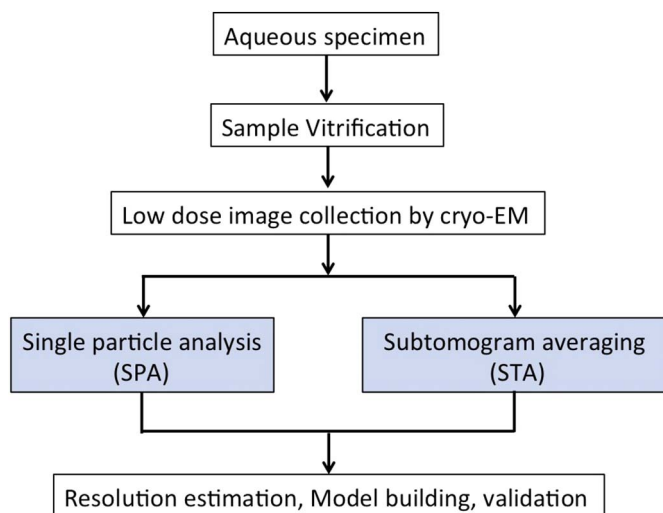 Aqueous specimen
Sample Vitrification
Low dose image collection by cryo-EM
Single particle analysis
(SPA)
Subtomogram averaging
(STA)
Resolution estimation, Model building, validation